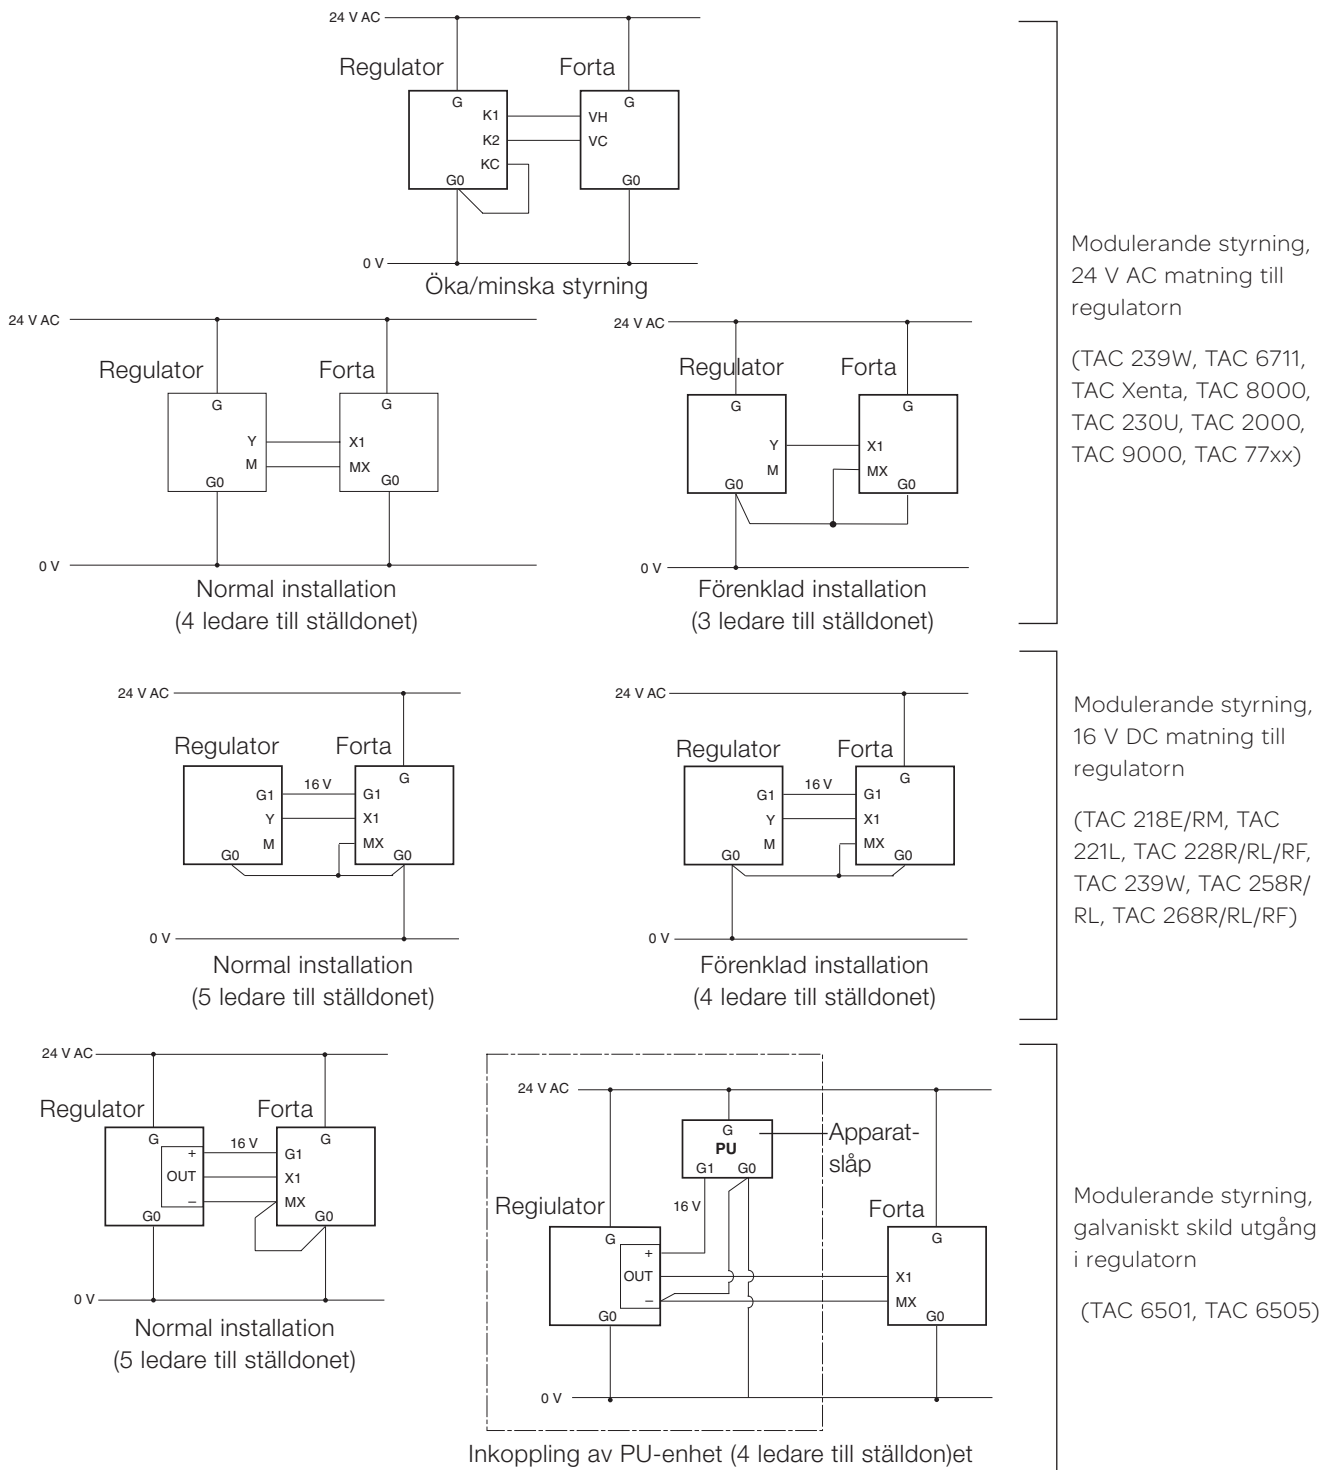 24 V AC
Regulator Forta
G G
K1 VH
K2 VC
KC
G0 G0
0 V
Öka/minska styrning
24 V AC
Regulator Forta
G G
Y X1
M MX
G0 G0
0 V
Normal installation
(4 ledare till ställdonet)
24 V AC
Regulator Forta
G G
Y X1
M MX
G0 G0
0 V
Förenklad installation
(3 ledare till ställdonet)
Modulerande styrning,
24 V AC matning till
regulatorn
(TAC 239W, TAC 6711,
TAC Xenta, TAC 8000,
TAC 230U, TAC 2000,
TAC 9000, TAC 77xx)
24 V AC
Regulator Forta
G
G1 16 V G1
Y X1
M MX
G0 G0
0 V
Normal installation
(5 ledare till ställdonet)
24 V AC
Regulator Forta
G
G1 16 V G1
Y X1
M MX
G0 G0
0 V
Förenklad installation
(4 ledare till ställdonet)
Modulerande styrning,
16 V DC matning till
regulatorn
(TAC 218E/RM, TAC
221L, TAC 228R/RL/RF,
TAC 239W, TAC 258R/
RL, TAC 268R/RL/RF)
24 V AC
Regulator Forta
G G
+ 16 V G1
OUT X1
– MX
G0 G0
0 V
Normal installation
(5 ledare till ställdonet)
24 V AC
G
PU
G1 G0
Apparat-
slåp
Regiulator Forta
16 V
G G
+
OUT X1
– MX
G0 G0
0 V
Inkoppling av PU-enhet (4 ledare till ställdon)et
Modulerande styrning,
galvaniskt skild utgång
i regulatorn
(TAC 6501, TAC 6505)